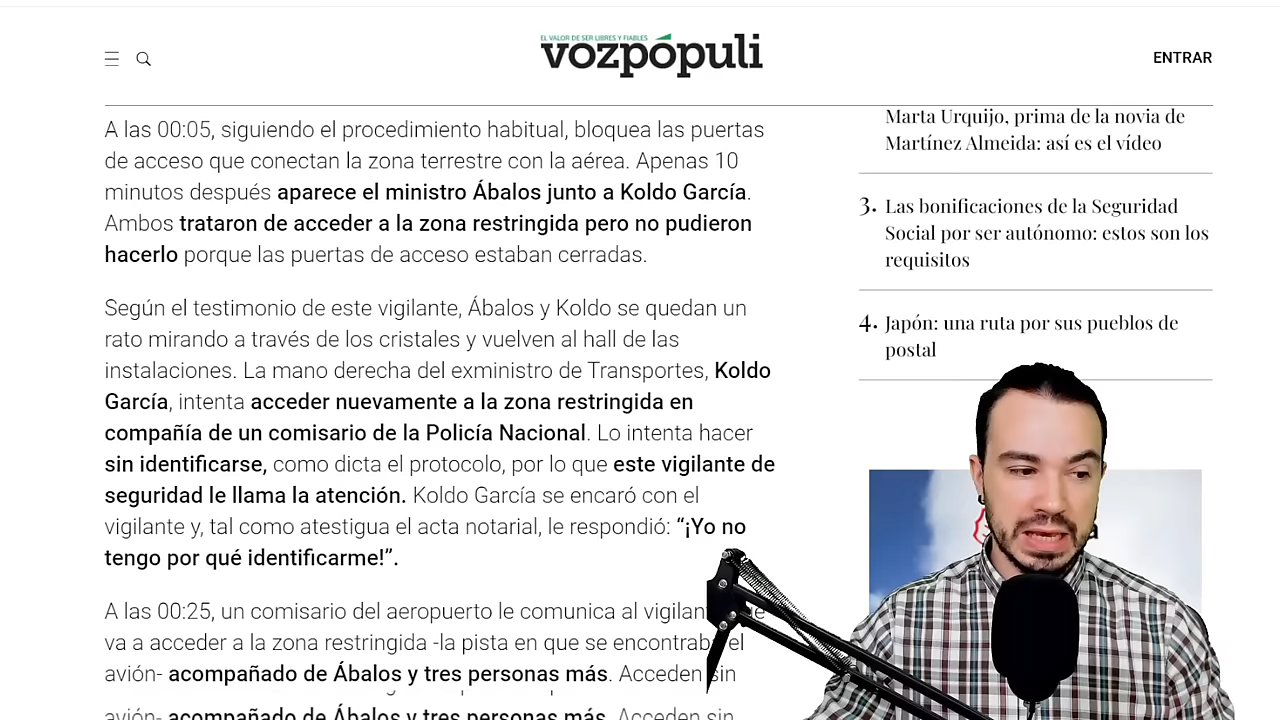 EL VALOR DE SER LIBRES Y FIABLES
vozpópuli
ENTRAR
A las 00:05, siguiendo el procedimiento habitual, bloquea las puertas
de acceso que conectan la zona terrestre con la aérea. Apenas 10
minutos después aparece el ministro Ábalos junto a Koldo García.
Ambos trataron de acceder a la zona restringida pero no pudieron
hacerlo porque las puertas de acceso estaban cerradas.
Según el testimonio de este vigilante, Ábalos y Koldo se quedan un
rato mirando a través de los cristales y vuelven al hall de las
instalaciones. La mano derecha del exministro de Transportes, Koldo
García, intenta acceder nuevamente a la zona restringida en
compañía de un comisario de la Policía Nacional. Lo intenta hacer
sin identificarse, como dicta el protocolo, por lo que este vigilante de
seguridad le llama la atención. Koldo García se encaró con el
vigilante y, tal como atestigua el acta notarial, le respondió: “¡Yo no
tengo por qué identificarme!”.
A las 00:25, un comisario del aeropuerto le comunica al
va a acceder a la zona restringida -la pista en que se encontraba el
avión- acompañado de Ábalos y tres personas más. Acceden sin
avión- acompañado de Ábalos y tres personas más. Acceden sin
Marta Urquijo, prima de la novia de
Martínez Almeida: así es el vídeo
3. Las bonificaciones de la Seguridad
Social por ser autónomo: estos son los
requisitos
4. Japón: una ruta por sus pueblos de
postal